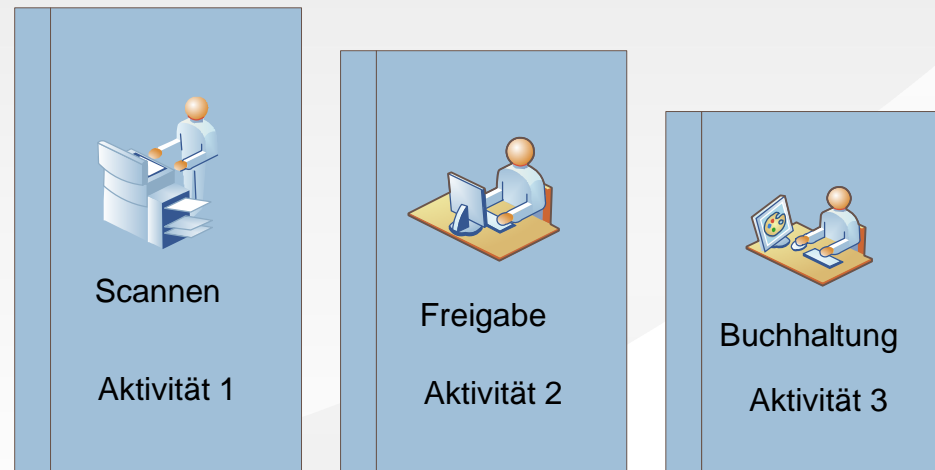 Scannen
Aktivität 1
Freigabe
Aktivität 2
Buchhaltung
Aktivität 3